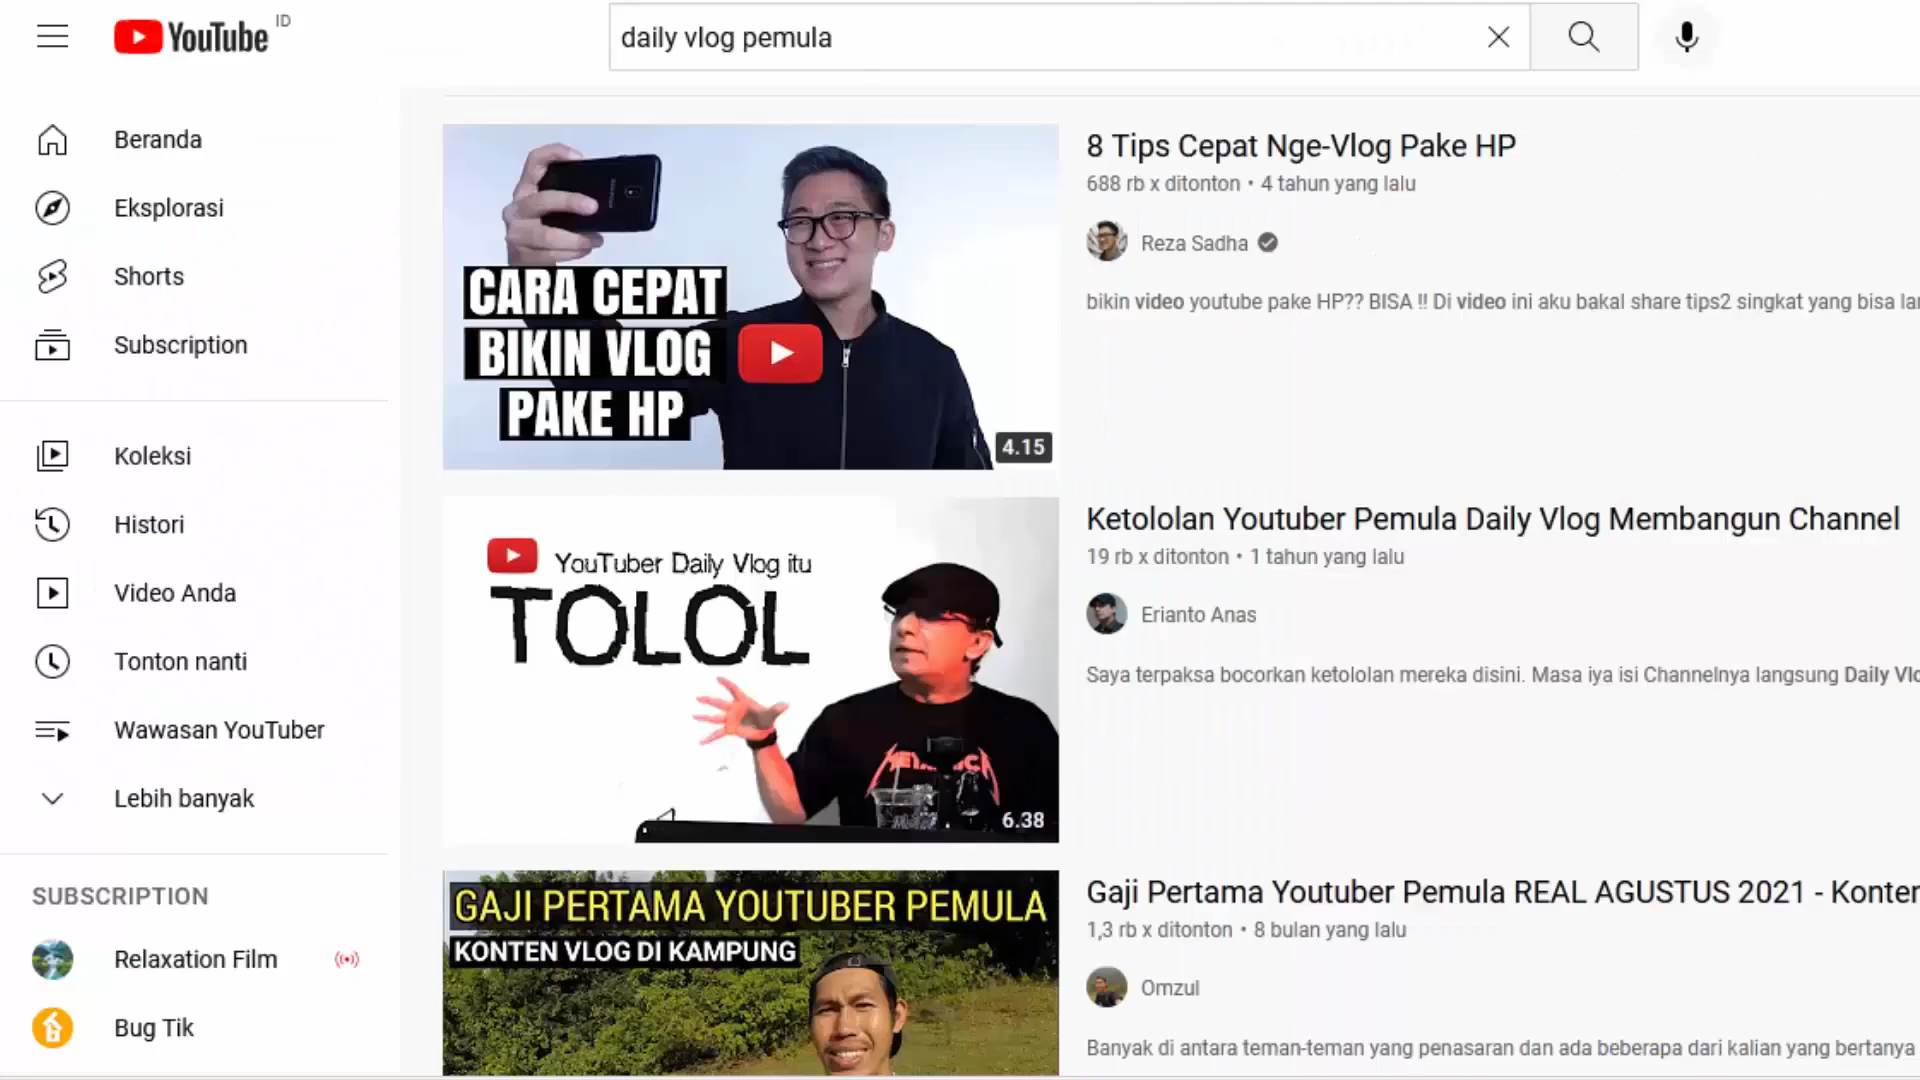 YouTube ID
daily vlog pemula
Beranda
Eksplorasi
Shorts
Subscription
Koleksi
Histori
Video Anda
Tonton nanti
Wawasan YouTuber
Lebih banyak
SUBSCRIPTION
Relaxation Film
Bug Tik
CARA CEPAT
BIKIN VLOG
PAKE HP
4.15
8 Tips Cepat Nge-Vlog Pake HP
688 rb x ditonton • 4 tahun yang lalu
Reza Sadha
bikin video youtube pake HP?? BISA !! Di video ini aku bakal share tips2 singkat yang bisa
YouTuber Daily Vlog itu
TOLOL
METALLICA
6.38
Ketololan Youtuber Pemula Daily Vlog Membangun Channel
19 rb x ditonton • 1 tahun yang lalu
Erianto Anas
Saya terpaksa bocorkan ketololan mereka disini. Masa iya isi Channelnya langsung Daily
GAJI PERTAMA YOUTUBER PEMULA
KONTEN VLOG DI KAMPUNG
Gaji Pertama Youtuber Pemula REAL AGUSTUS 2021 - Konten
1,3 rb x ditonton • 8 bulan yang lalu
Omzul
Banyak di antara teman-teman yang penasaran dan ada beberapa dari kalian yang bertanya